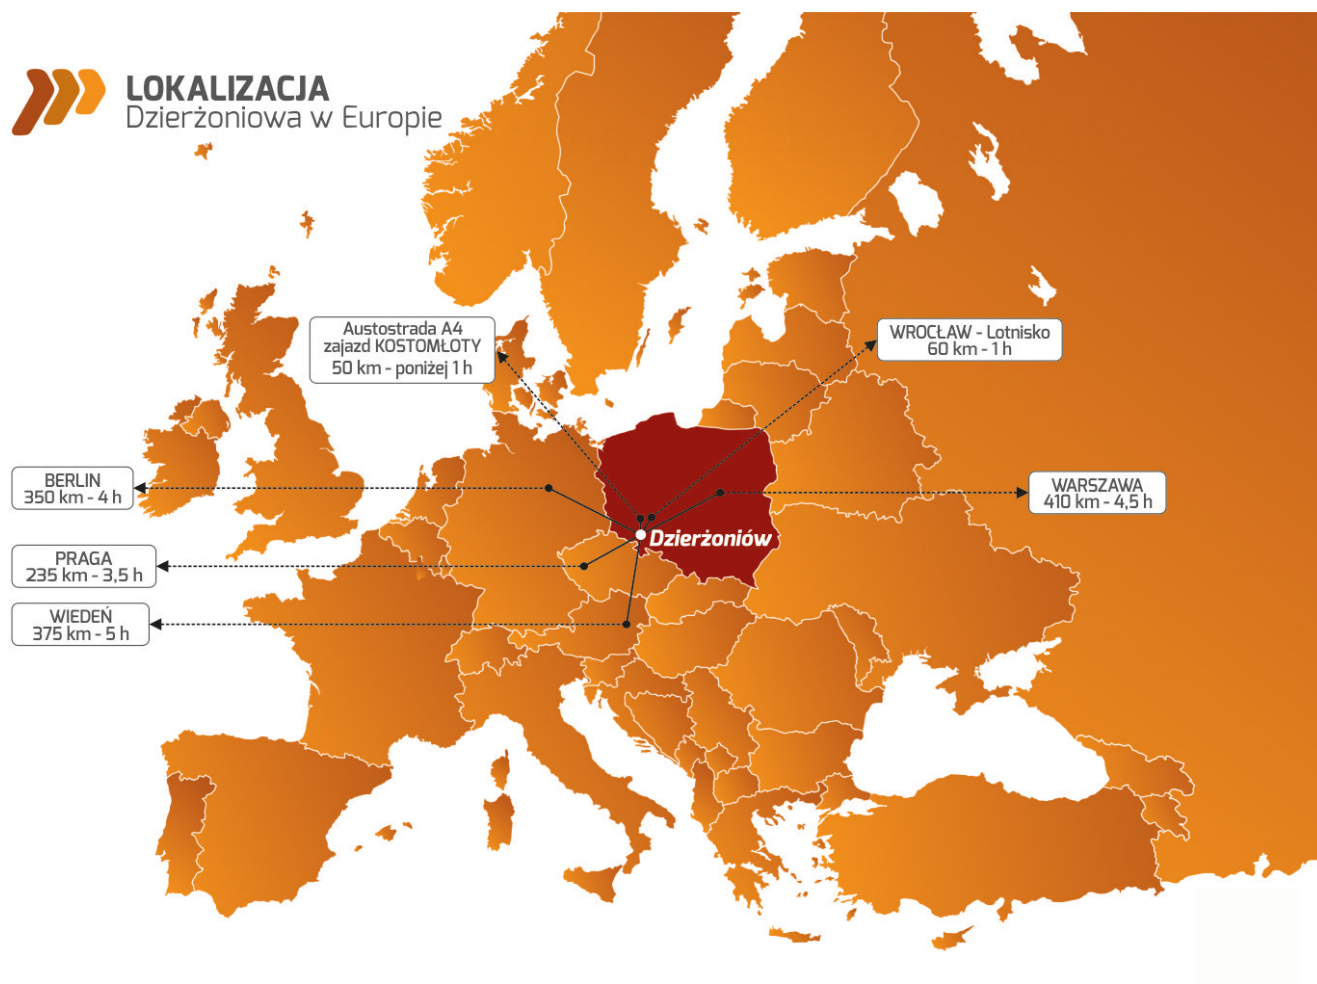 LOKALIZACJA
Dzierżoniowa w Europie
Austostrada A4
zajazd KOSTOMŁOTY
50 km - poniżej 1 h
WROCŁAW - Lotnisko
60 km - 1 h
BERLIN
350 km - 4 h
WARSZAWA
410 km - 4,5 h
Dzierżoniów
PRAGA
235 km - 3,5 h
WIEDEŃ
375 km - 5 h